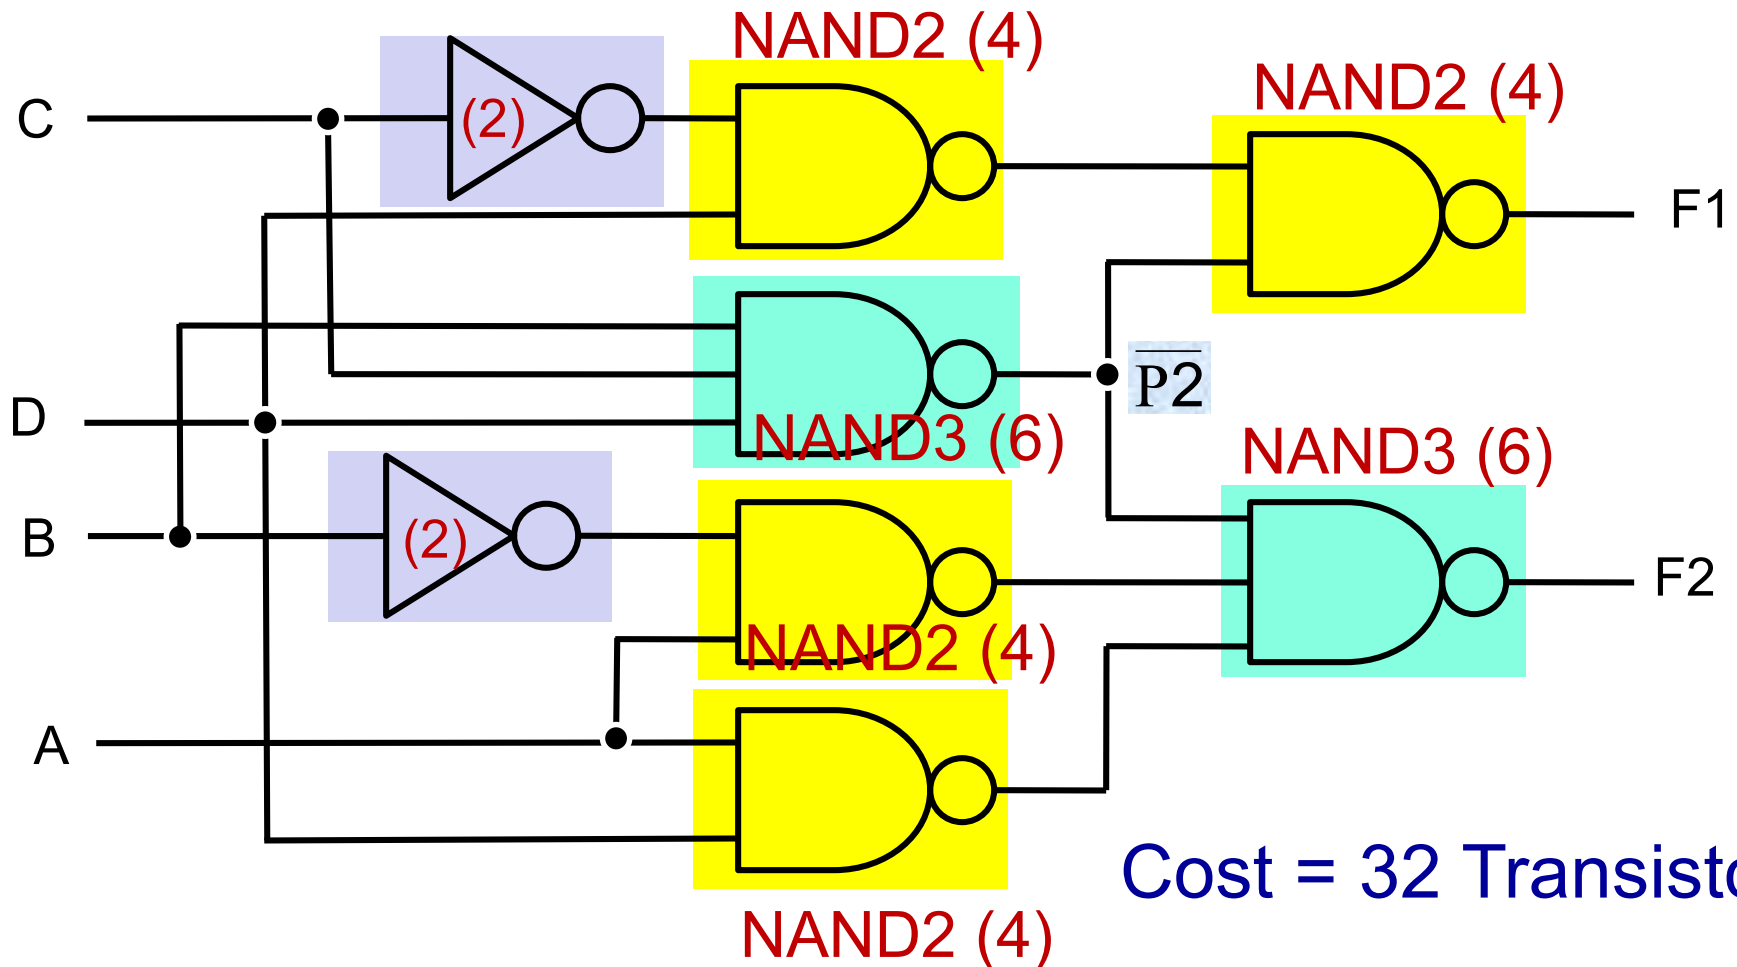 NAND2 (4)
NAND2 (4)
C
(2)
F1
P2
D
NAND3 (6)
NAND3 (6)
B
(2)
F2
NAND2 (4)
A
Cost = 32
NAND2 (4)